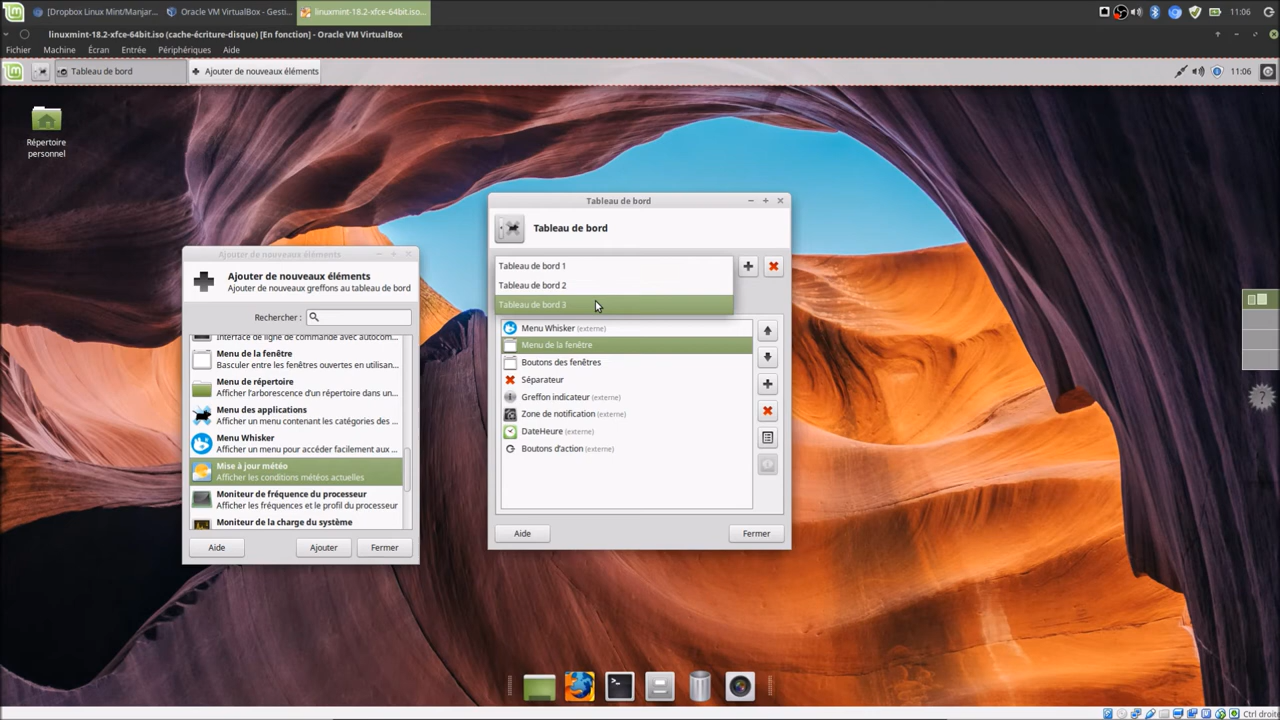 [Dropbox Linux Mint/Manjar...
Oracle VM VirtualBox - Gesti...
linuxmint-18.2-xfce-64bit.iso...
11:06
linuxmint-18.2-xfce-64bit.iso (cache-écriture-disque) [En fonction] - Oracle VM VirtualBox
Fichier Machine Écran Entrée Périphériques Aide
Tableau de bord
Ajouter de nouveaux éléments
11:06
Répertoire
personnel
Ajouter de nouveaux éléments
Ajouter de nouveaux éléments
Ajouter de nouveaux greffons au tableau de bord
Rechercher :
Interface de ligne de commande avec autocom...
Menu de la fenêtre
Basculer entre les fenêtres ouvertes en utilisan...
Menu de répertoire
Afficher l'arborescence d'un répertoire dans un...
Menu des applications
Afficher un menu contenant les catégories des ...
Menu Whisker
Afficher un menu pour accéder facilement aux ...
Mise à jour météo
Afficher les conditions météos actuelles
Moniteur de fréquence du processeur
Afficher les fréquences et le profil du processeur
Moniteur de la charge du système
Aide
Ajouter
Fermer
Tableau de bord
Tableau de bord
Tableau de bord 1
Tableau de bord 2
Tableau de bord 3
Menu Whisker (externe)
Menu de la fenêtre
Boutons des fenêtres
Séparateur
Greffon indicateur (externe)
Zone de notification (externe)
DateHeure (externe)
Boutons d'action (externe)
Aide
Fermer
Ctrl droite